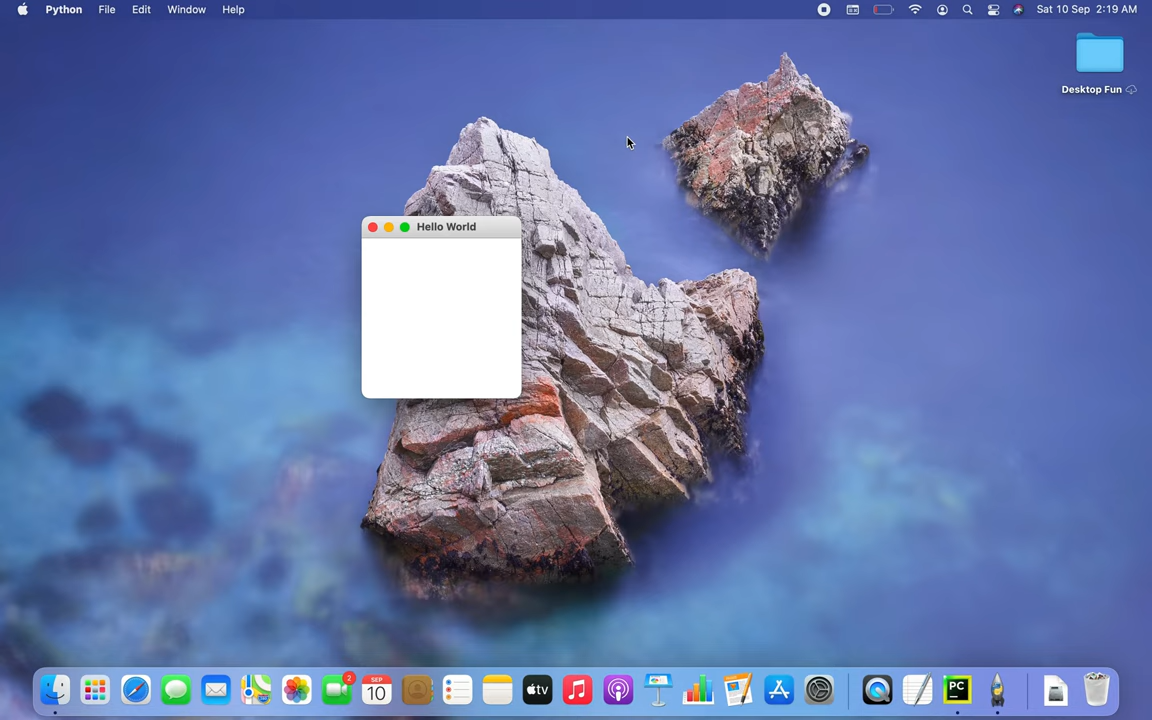 Python File Edit Window Help Sat 10 Sep 2:19 AM
Desktop Fun
Hello World
2
SEP
10
tv
PC